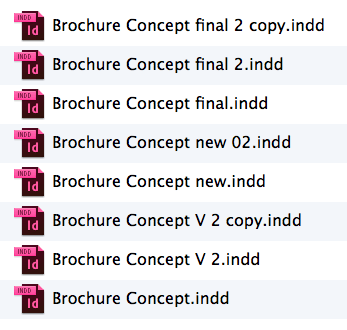 INDD Id Brochure Concept final 2 copy.indd
INDD Id Brochure Concept final 2.indd
INDD Id Brochure Concept final.indd
INDD Id Brochure Concept new 02.indd
INDD Id Brochure Concept new.indd
INDD Id Brochure Concept V 2 copy.indd
INDD Id Brochure Concept V 2.indd
INDD Id Brochure Concept.indd